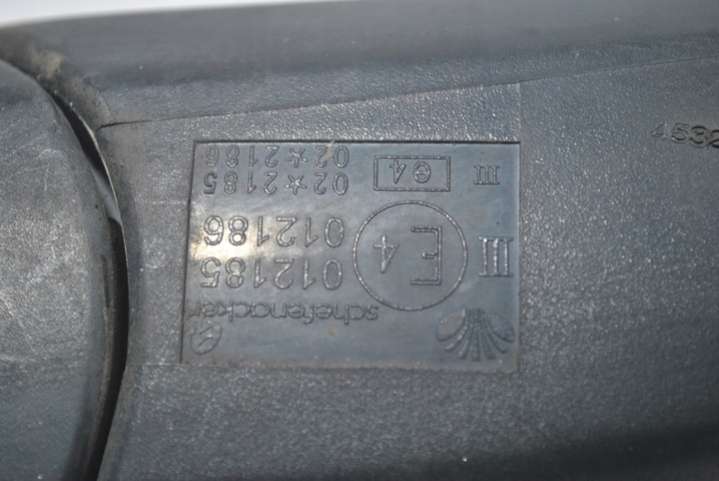 schefenacker
III E4 012185
012186
III e4 02*2185
02*2186